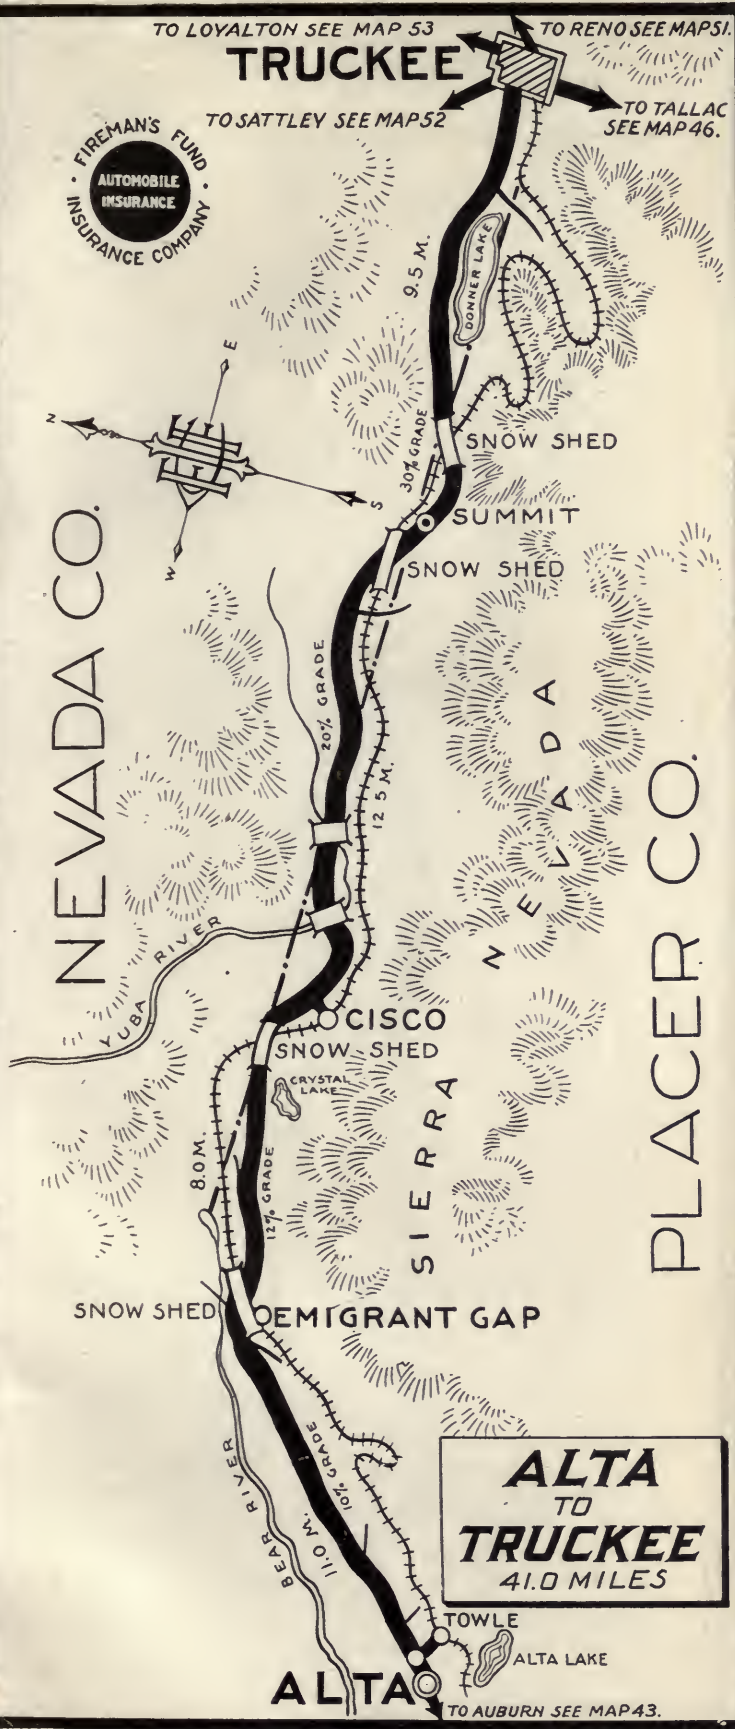 TO LOYALTON SEE MAP 53
TO RENO SEE MAP 51.
TRUCKEE
TO SATTLEY SEE MAP 52
TO TALLAC
SEE MAP 46.
FIREMAN'S FUND
AUTOMOBILE
INSURANCE
INSURANCE COMPANY
DONNER LAKE
9.5 M.
E
N
S
W
30% GRADE
SNOW SHED
SUMMIT
SNOW SHED
NEVADA CO.
20% GRADE
12 5 M.
SIERRA NEVADA
PLACER CO.
YUBA RIVER
CISCO
SNOW SHED
CRYSTAL
LAKE
8.0 M.
12% GRADE
SNOW SHED
EMIGRANT GAP
10% GRADE
11.0 M.
BEAR RIVER
ALTA
TO
TRUCKEE
41.0 MILES
TOWLE
ALTA LAKE
ALTA
TO AUBURN SEE MAP 43.